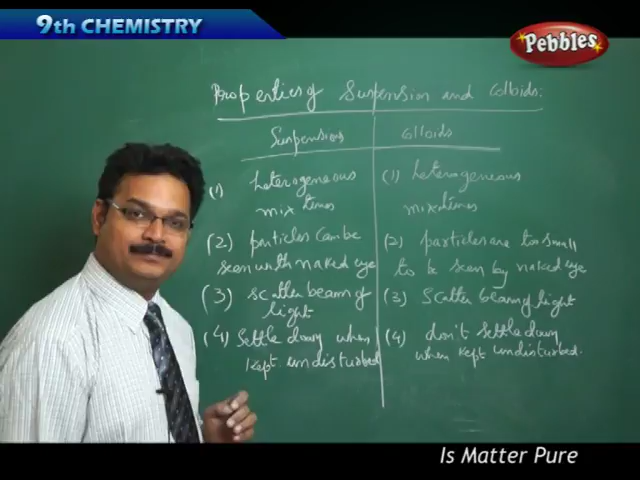 9th CHEMISTRY
Pebbles
Properties of Suspension and Colloids:
Suspensions
Colloids
(1) heterogeneous
mixtures
(2) particles can be
seen with naked eye
(3) scatter beam of
light
(4) Settle down when
kept undisturbed
(1) heterogeneous
mixtures
(2) particles are to small
to be seen by naked eye
(3) Scatter beam of light
(4) don't settle down
when kept undisturbed.
Is Matter Pure